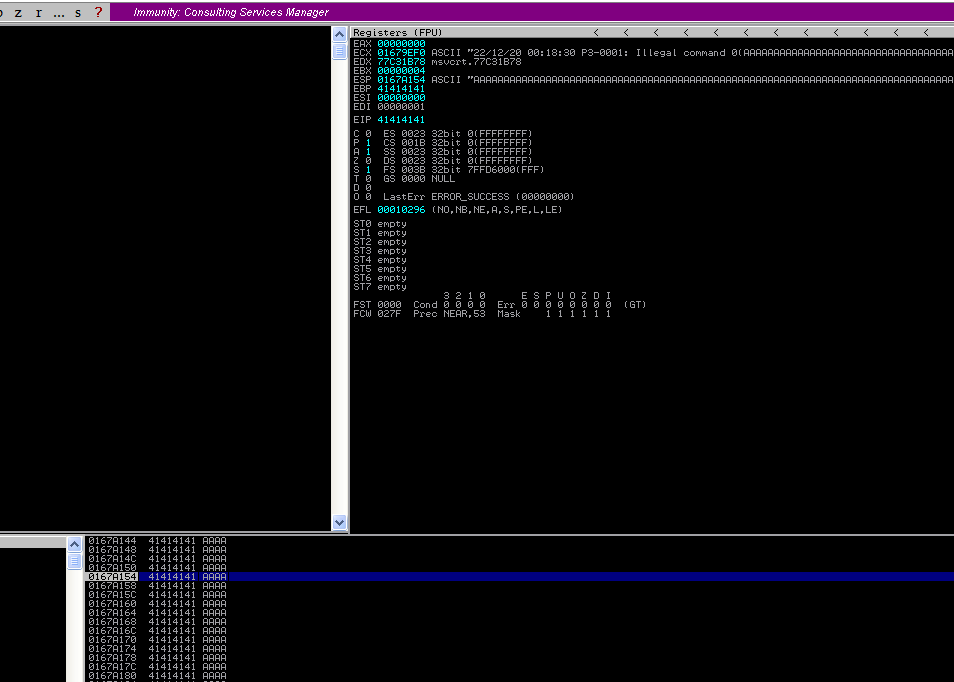 z r ... s ? Immunity: Consulting Services Manager
Registers (FPU) < < < < < < < < < < < <
EAX 00000000
ECX 01679EF0 ASCII "22/12/20 00:18:30 P3-0001: Illegal command 0(AAAAAAAAAAAAAAAAAAAAAAAAAAAAAAAAAAA
EDX 77C31B78 msvcrt.77C31B78
EBX 00000004
ESP 0167A154 ASCII "AAAAAAAAAAAAAAAAAAAAAAAAAAAAAAAAAAAAAAAAAAAAAAAAAAAAAAAAAAAAAAAAAAAAAAAAAAAAAAAA
EBP 41414141
ESI 00000000
EDI 00000001
EIP 41414141
C 0 ES 0023 32bit 0(FFFFFFFF)
P 1 CS 001B 32bit 0(FFFFFFFF)
A 1 SS 0023 32bit 0(FFFFFFFF)
Z 0 DS 0023 32bit 0(FFFFFFFF)
S 1 FS 003B 32bit 7FFD6000(FFF)
T 0 GS 0000 NULL
D 0
O 0 LastErr ERROR_SUCCESS (00000000)
EFL 00010296 (NO,NB,NE,A,S,PE,L,LE)
ST0 empty
ST1 empty
ST2 empty
ST3 empty
ST4 empty
ST5 empty
ST6 empty
ST7 empty
3 2 1 0 E S P U O Z D I
FST 0000 Cond 0 0 0 0 Err 0 0 0 0 0 0 0 0 (GT)
FCW 027F Prec NEAR,53 Mask 1 1 1 1 1 1
0167A144 41414141 AAAA
0167A148 41414141 AAAA
0167A14C 41414141 AAAA
0167A150 41414141 AAAA
0167A154 41414141 AAAA
0167A158 41414141 AAAA
0167A15C 41414141 AAAA
0167A160 41414141 AAAA
0167A164 41414141 AAAA
0167A168 41414141 AAAA
0167A16C 41414141 AAAA
0167A170 41414141 AAAA
0167A174 41414141 AAAA
0167A178 41414141 AAAA
0167A17C 41414141 AAAA
0167A180 41414141 AAAA